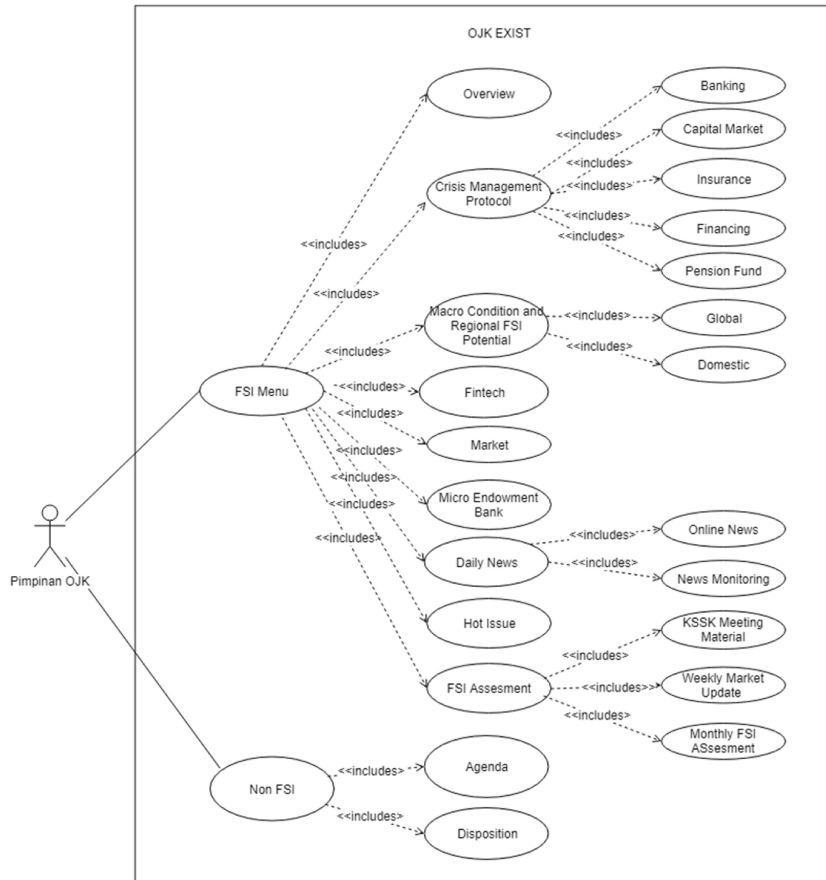 OJK EXIST
Overview
Banking
<<includes>
Capital Market
<<includes>
Crisis Management
Protocol
<<includes>
Insurance
<<includes>
Financing
<<includes>
Pension Fund
<<includes>
<<includes>
Macro Condition and
Regional FSI
Potential
<<includes>
Global
<<includes>
Domestic
<<includes>
FSI Menu
<<includes>
Fintech
<<includes>
Market
<<includes>
Micro Endowment
Bank
<<includes>
Daily News
<<includes>
Online News
<<includes>
News Monitoring
<<includes>
Hot Issue
<<includes>
FSI Assesment
<<includes>
KSSK Meeting
Material
<<includes>>
Weekly Market
Update
<<includes>
Monthly FSI
ASsesment
Pimpinan OJK
Non FSI
<<includes>
Agenda
<<includes>
Disposition